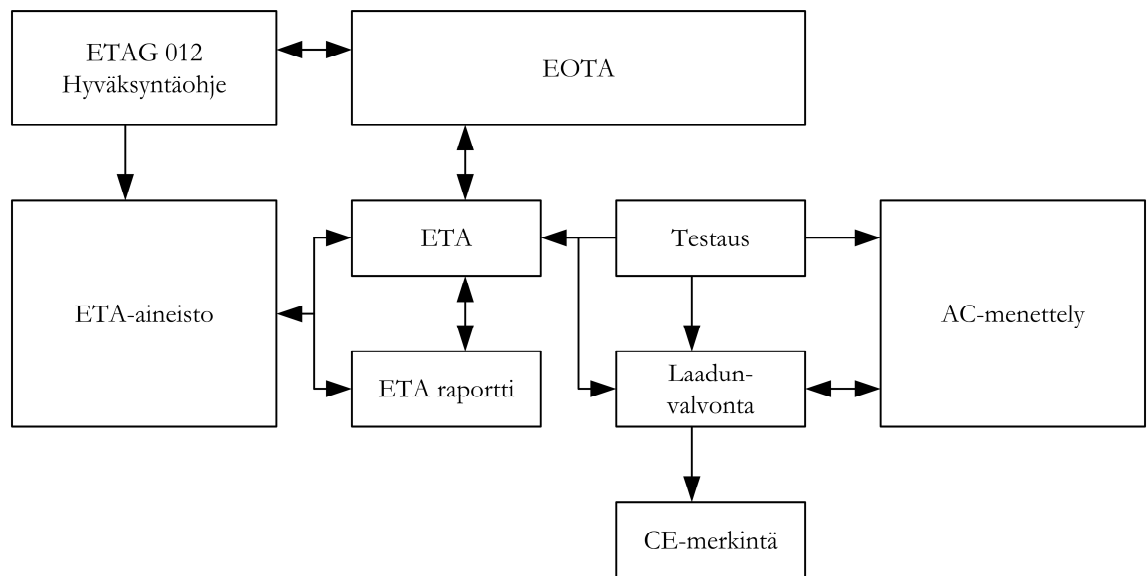 ETAG 012
Hyväksyntäohje
EOTA
ETA-aineisto
ETA
Testaus
AC-menettely
ETA raportti
Laadun-
valvonta
CE-merkintä